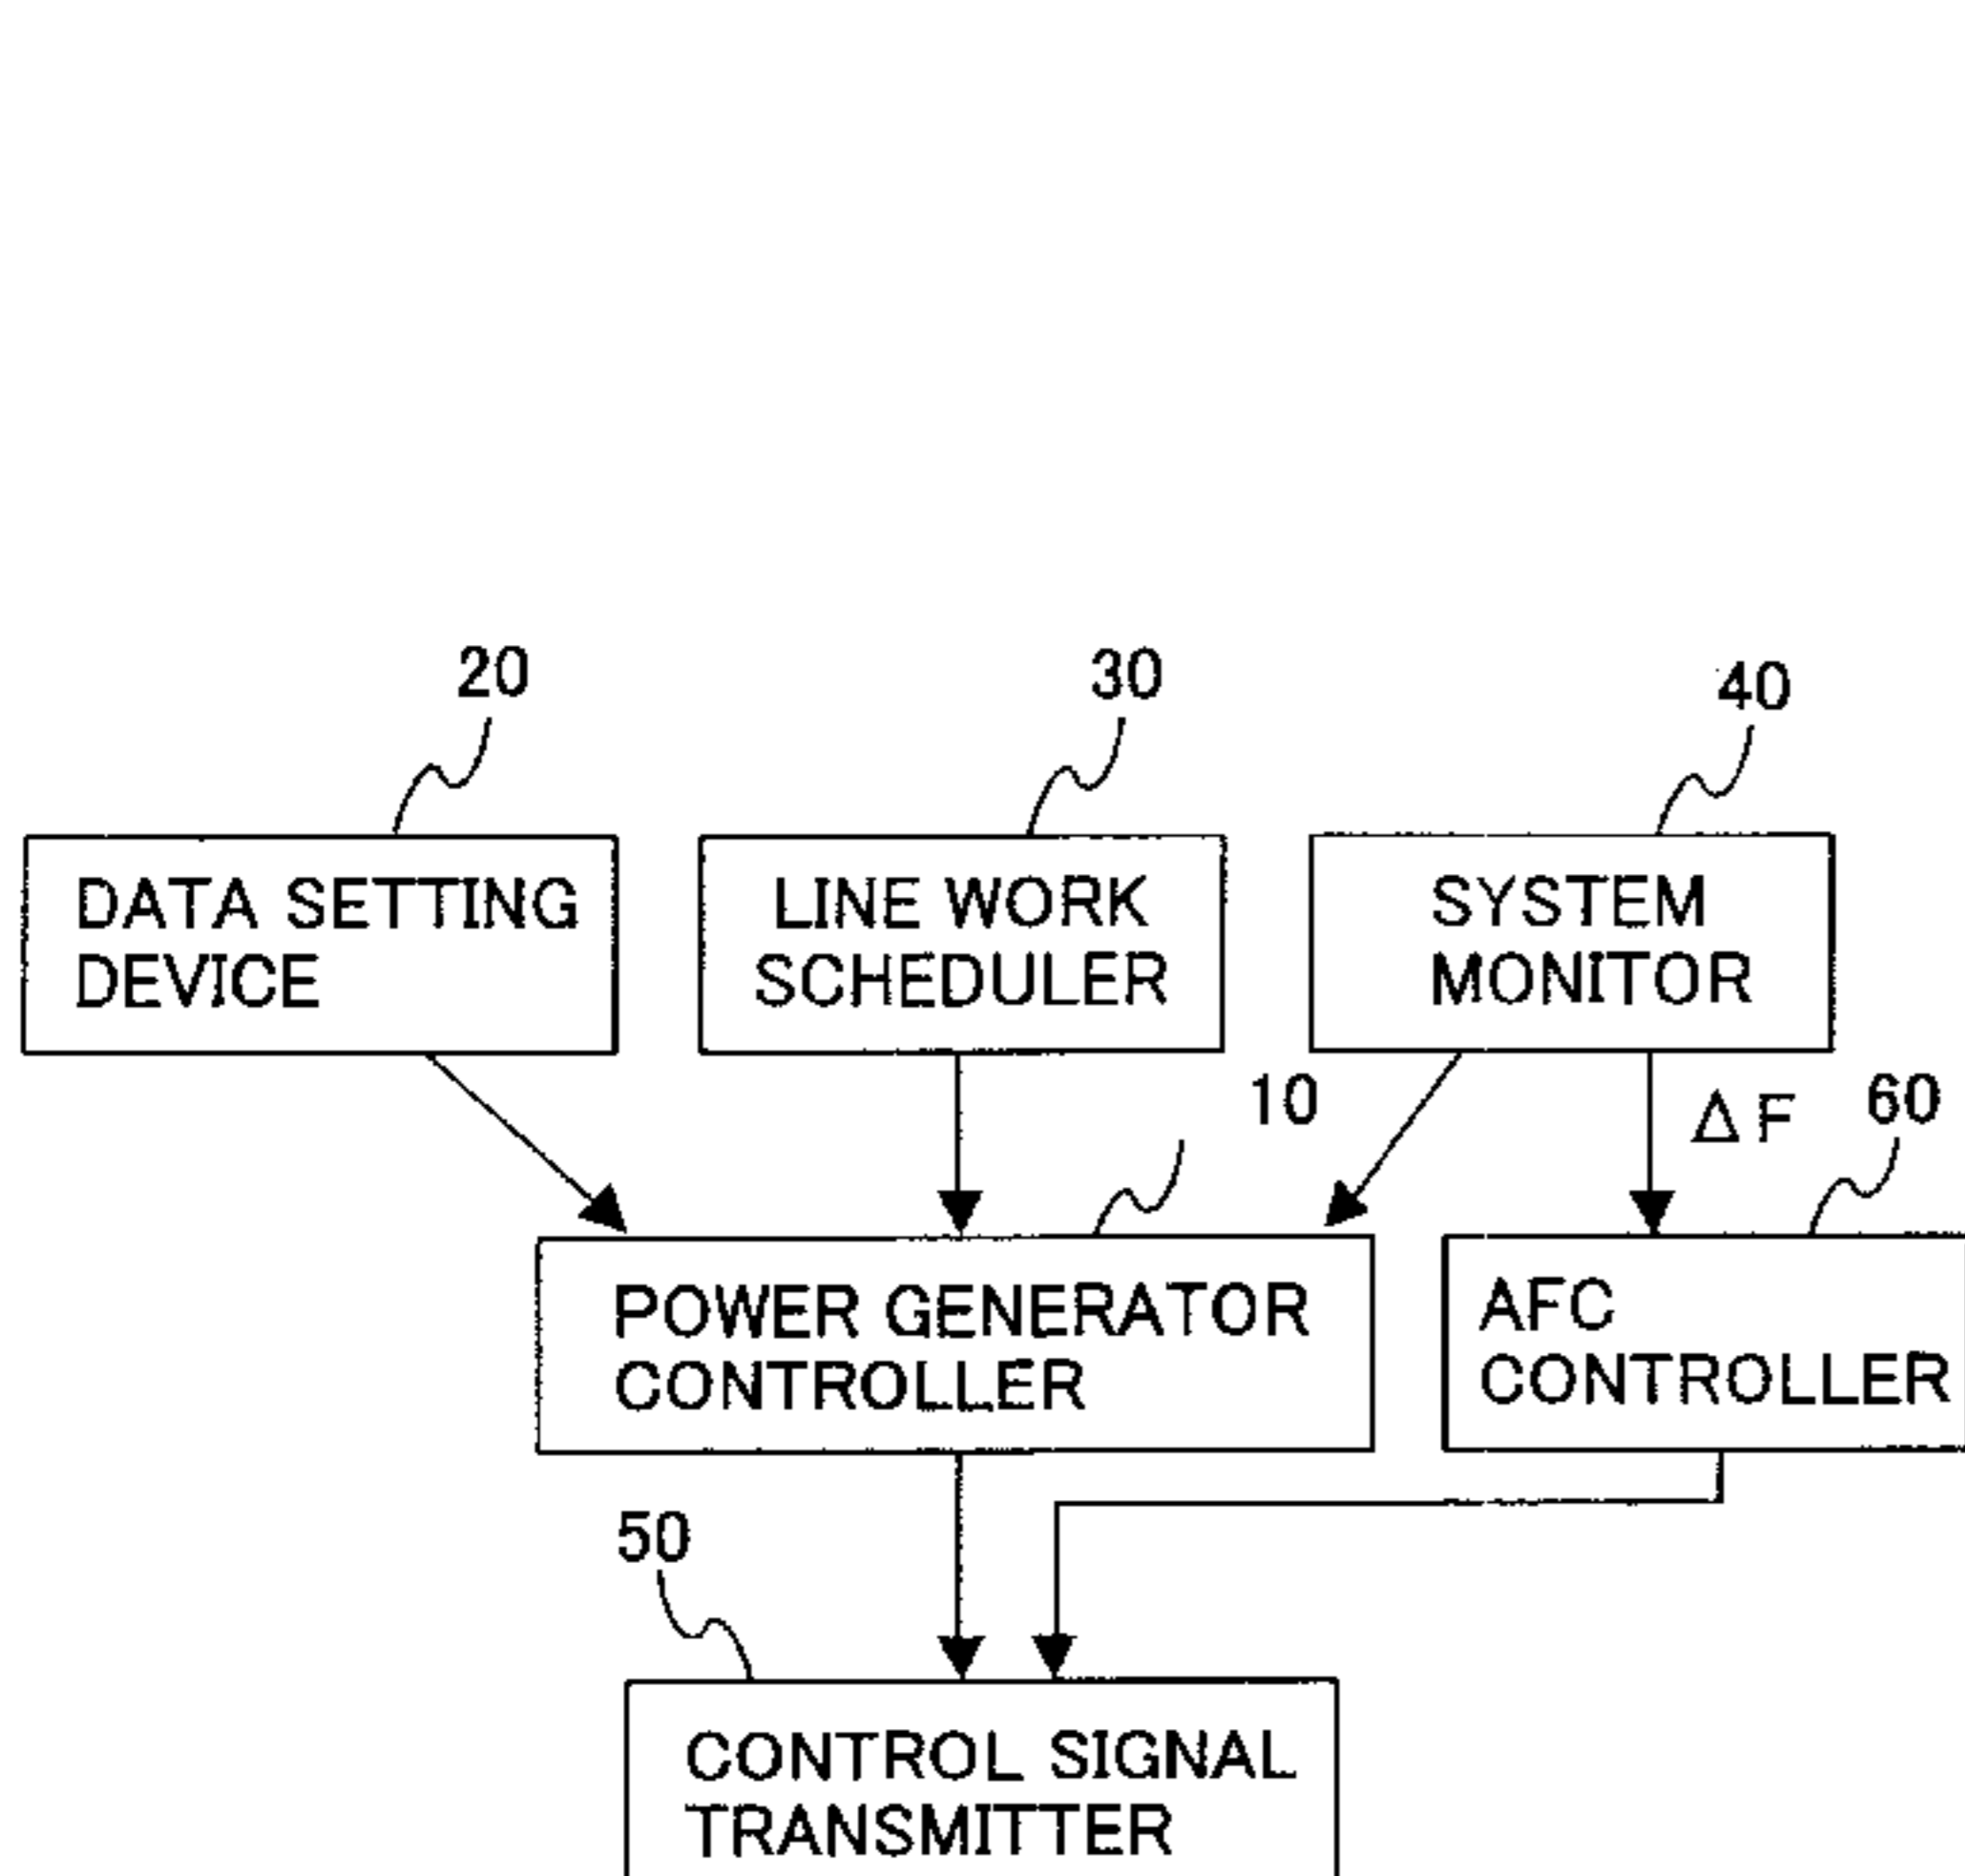 20
30
40
DATA SETTING
DEVICE
LINE WORK
SCHEDULER
SYSTEM
MONITOR
10
ΔF
60
POWER GENERATOR
CONTROLLER
AFC
CONTROLLER
50
CONTROL SIGNAL
TRANSMITTER